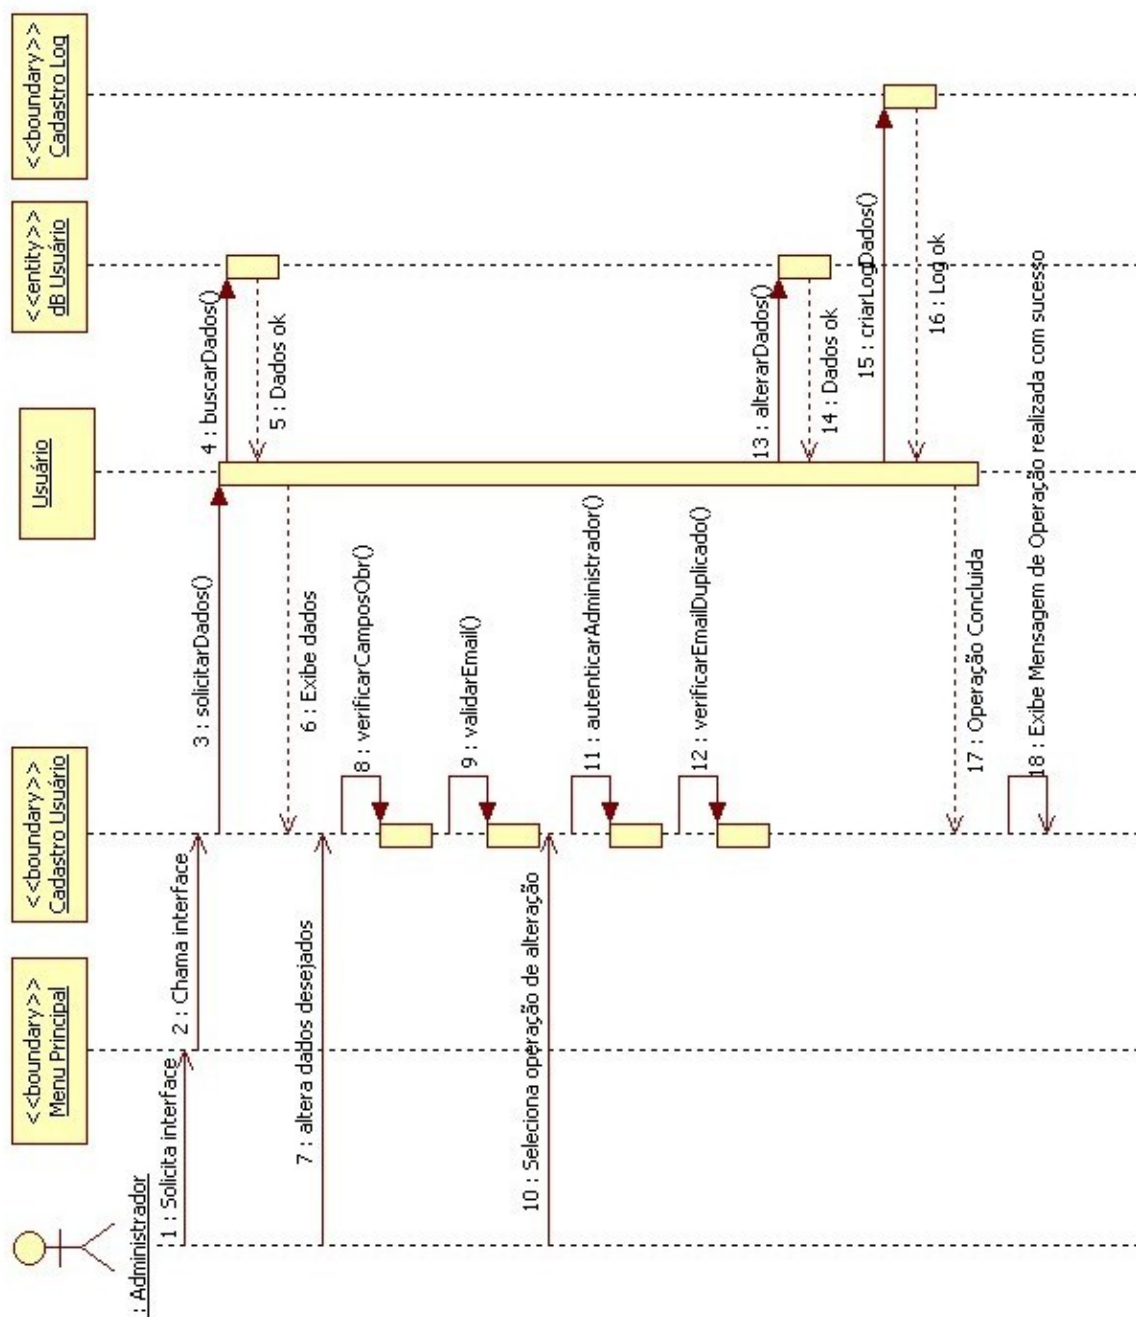 : Administrador
<<boundary>>
Menu Principal
<<boundary>>
Cadastro Usuário
Usuário
<<entity>>
dB Usuário
<<boundary>>
Cadastro Log
1 : Solicita interface
2 : Chama interface
3 : solicitarDados()
4 : buscarDados()
5 : Dados ok
6 : Exibe dados
7 : altera dados desejados
8 : verificarCamposObr()
9 : validarEmail()
10 : Seleciona operação de alteração
11 : autenticarAdministrador()
12 : verificarEmailDuplicado()
13 : alterarDados()
14 : Dados ok
15 : criarLogDados()
16 : Log ok
17 : Operação Concluida
18 : Exibe Mensagem de Operação realizada com sucesso